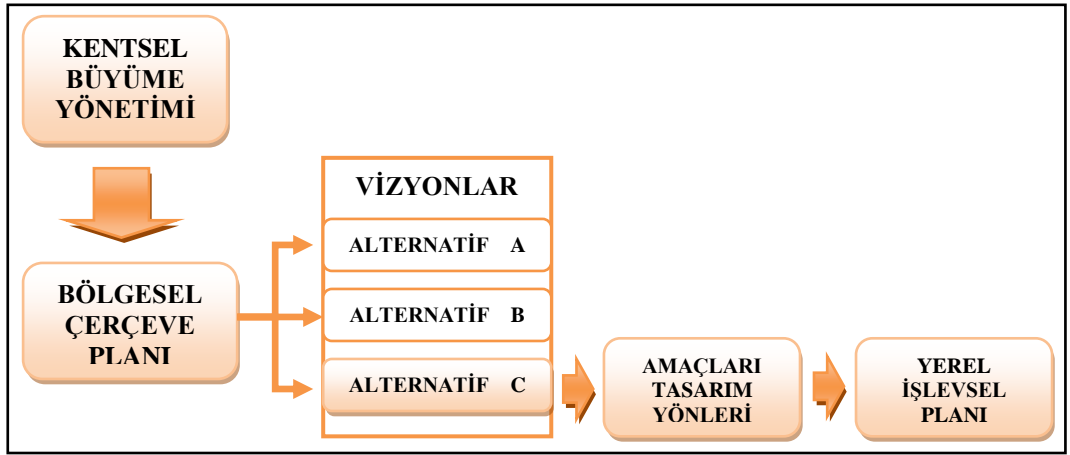 KENTSEL
BÜYÜME
YÖNETİMİ
BÖLGESEL
ÇERÇEVE
PLANI
VİZYONLAR
ALTERNATİF A
ALTERNATİF B
ALTERNATİF C
AMAÇLARI
TASARIM
YÖNLERİ
YEREL
İŞLEVSEL
PLANI